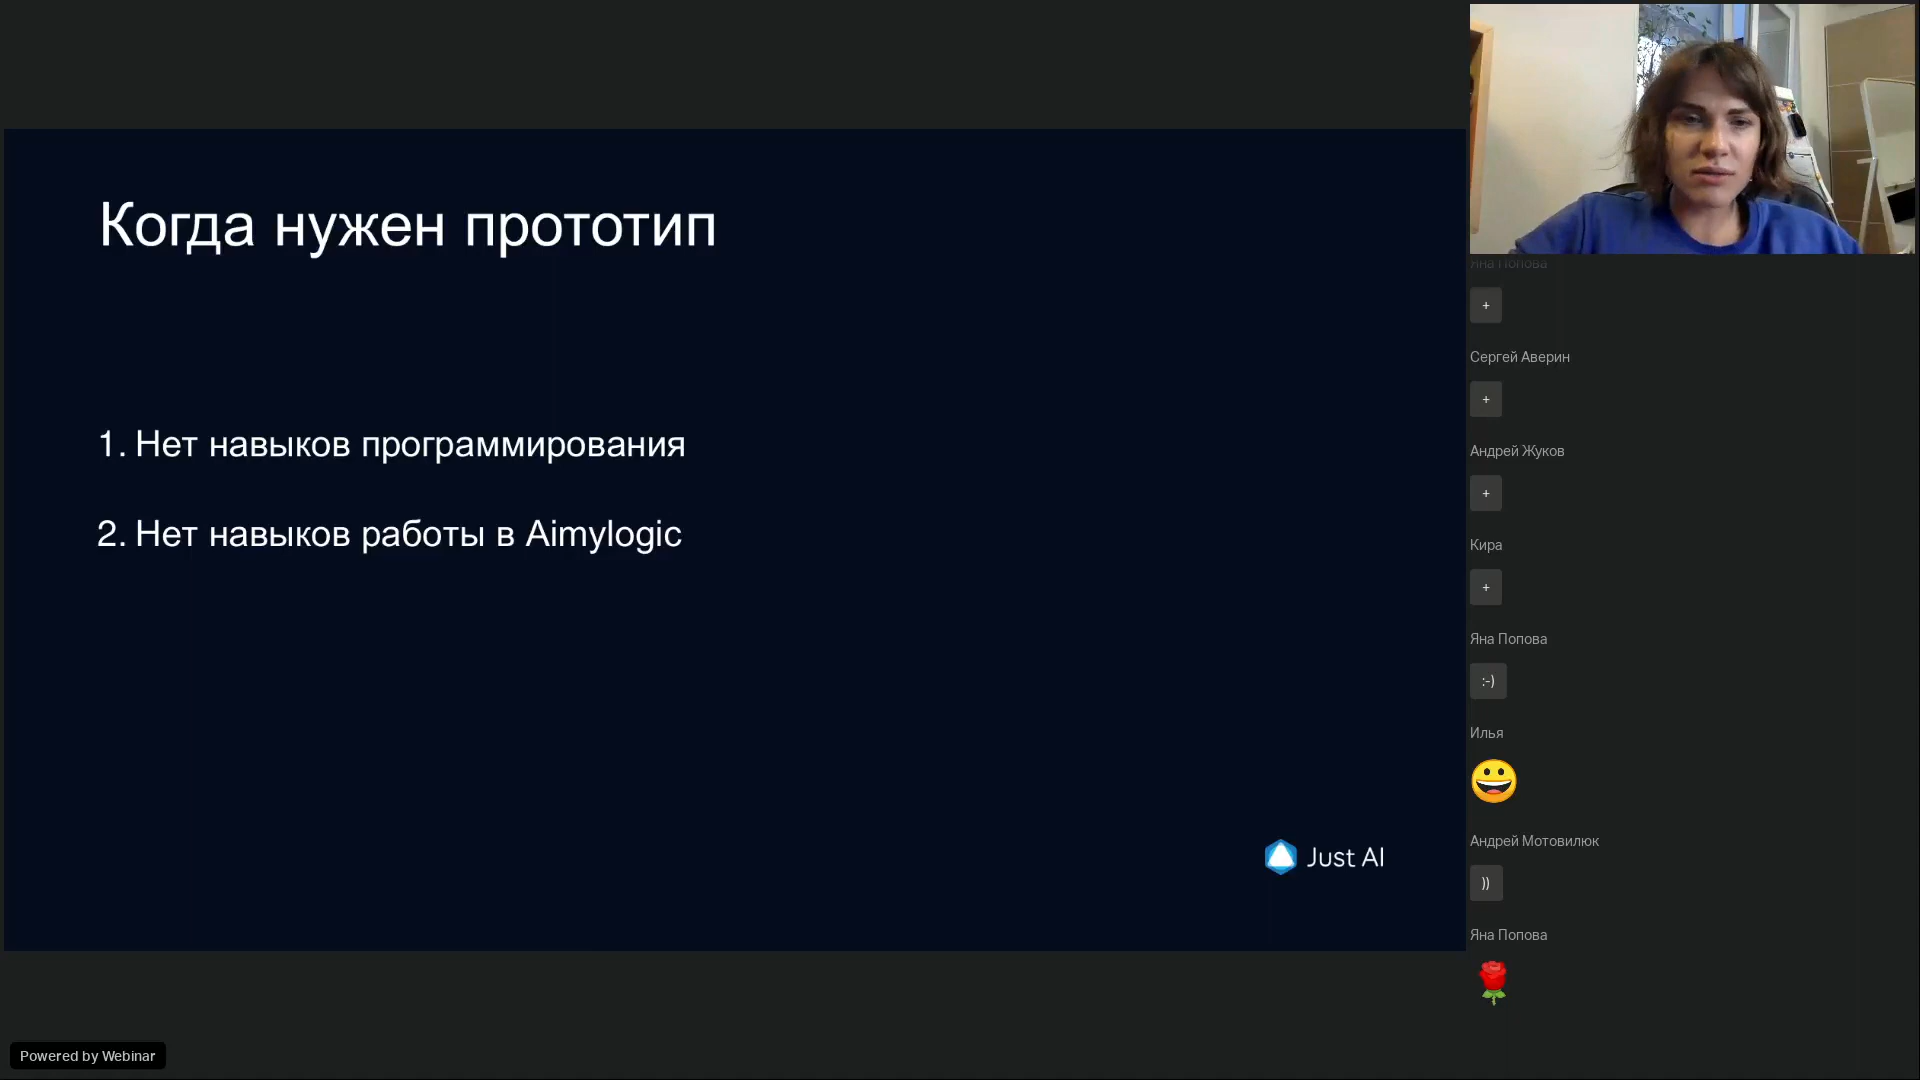 Когда нужен прототип
1. Нет навыков программирования
2. Нет навыков работы в Aimylogic
Just AI
Powered by Webinar
Яна Попова
+
Сергей Аверин
+
Андрей Жуков
+
Кира
+
Яна Попова
:-)
Илья
Андрей Мотовилюк
))
Яна Попова